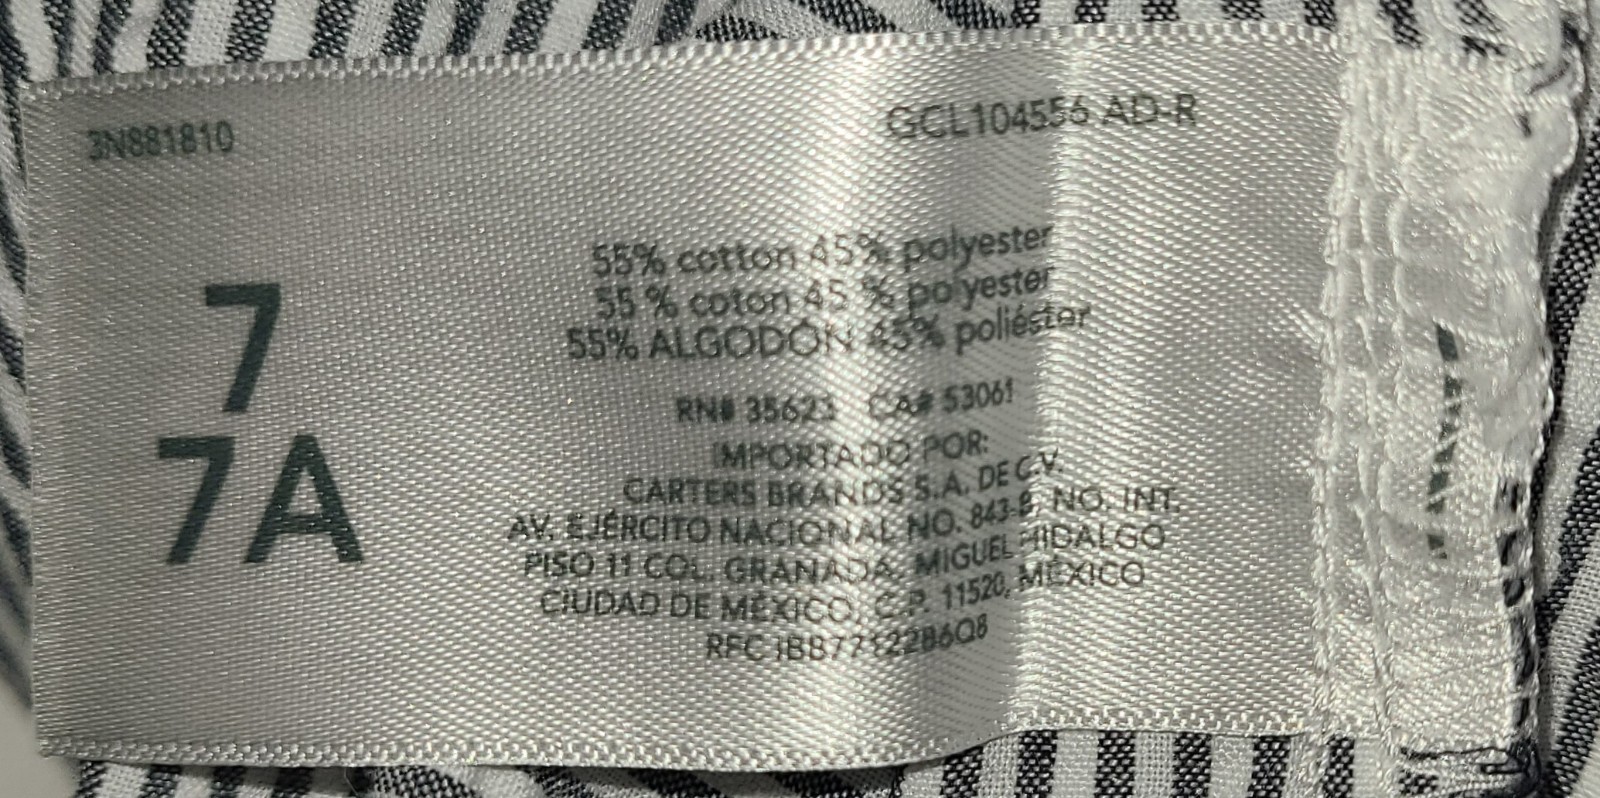 3N881810
GCL104556 AD-R
7
7A
55% cotton 45% polyester
55 % coton 45 % polyester
55% ALGODÓN 45% poliéster
RN# 35623 CA# 53061
IMPORTADO POR:
CARTERS BRANDS S.A. DE C.V.
AV. EJÉRCITO NACIONAL NO. 843-B, NO. INT.
PISO 11 COL. GRANADA, MIGUEL HIDALGO
CIUDAD DE MÉXICO, C.P. 11520, MÉXICO
RFC